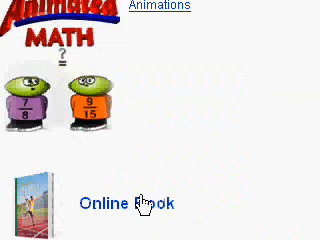 Animated
MATH
Animations
?
=
7
8
9
15
Online Book